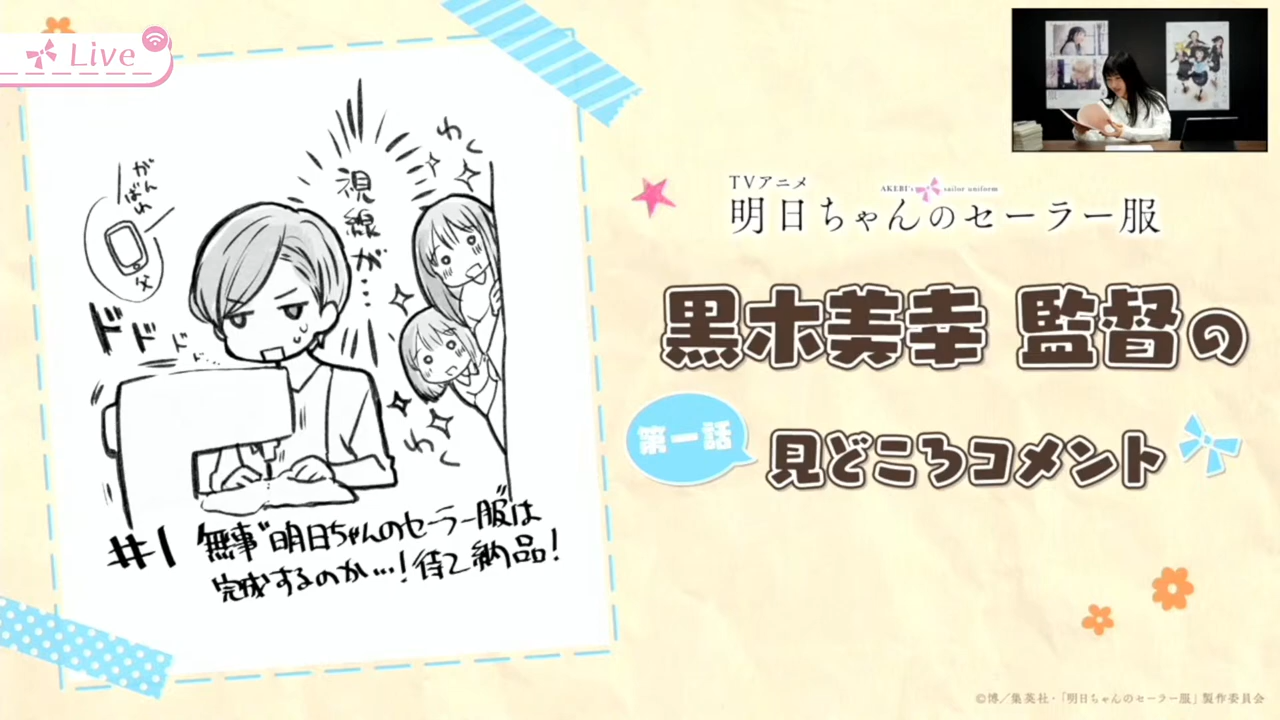 Live
がん
ばれ
父
視線が…
わく
ドドドドド
わく
#1 無事"明日ちゃんのセーラー服は
完成するのか…!待て納品!
TVアニメ
AKEBI's sailor uniform
明日ちゃんのセーラー服
黒木美幸 監督の
第一話
見どころコメント
©博／集英社・「明日ちゃんのセーラー服」製作委員会